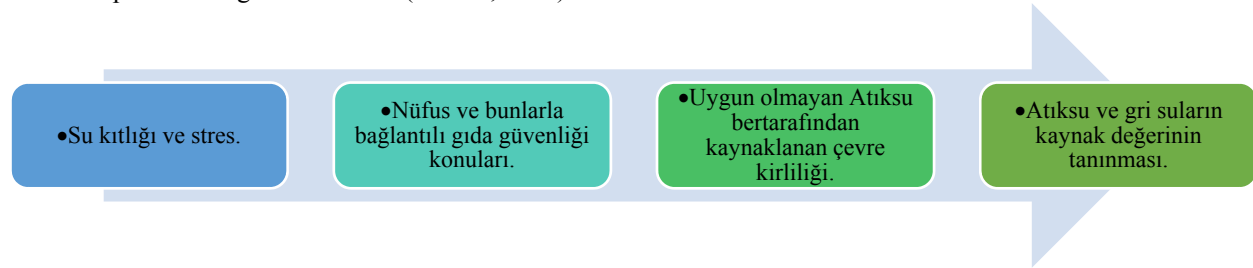 •Su kıtlığı ve stres.
•Nüfus ve bunlarla
bağlantılı gıda güvenliği
konuları.
•Uygun olmayan Atıksu
bertarafından
kaynaklanan çevre
kirliliği.
•Atıksu ve gri suların
kaynak değerinin
tanınması.